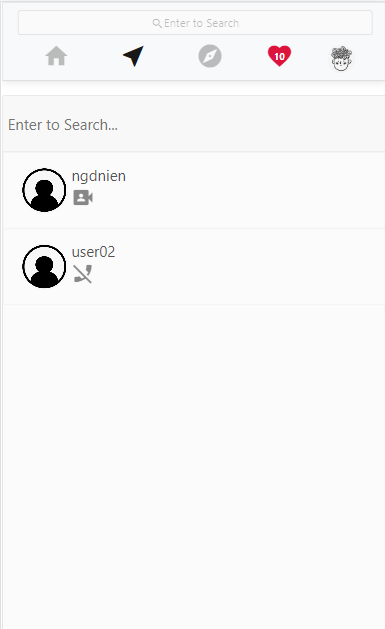 Enter to Search
10
Enter to Search...
ngdnien
user02